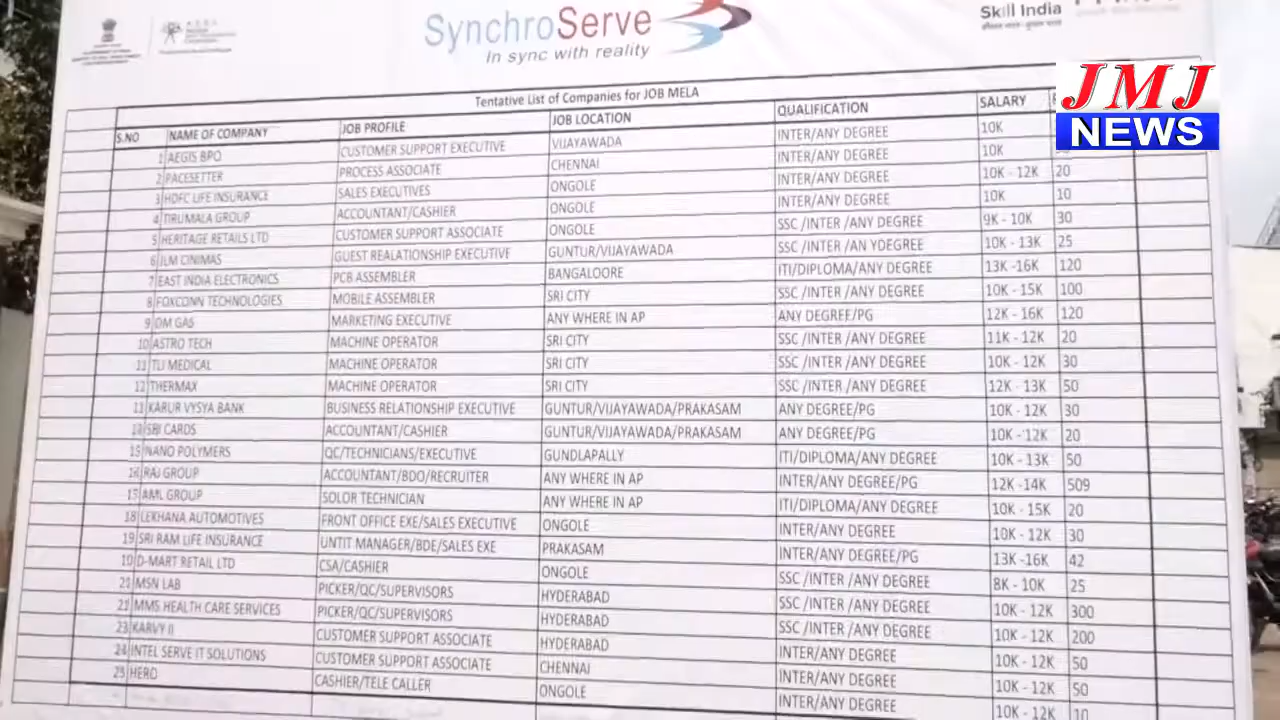 SynchroServe
In sync with reality
Skill India
JMJ
NEWS
Tentative List of Companies for JOB MELA
S.NO NAME OF COMPANY JOB PROFILE JOB LOCATION QUALIFICATION SALARY
1 AEGIS BPO CUSTOMER SUPPORT EXECUTIVE VIJAYAWADA INTER/ANY DEGREE 10K
2 PACESETTER PROCESS ASSOCIATE CHENNAI INTER/ANY DEGREE 10K
3 HDFC LIFE INSURANCE SALES EXECUTIVES ONGOLE INTER/ANY DEGREE 10K - 12K 20
4 TIRUMALA GROUP ACCOUNTANT/CASHIER ONGOLE INTER/ANY DEGREE 10K 10
5 HERITAGE RETAILS LTD CUSTOMER SUPPORT ASSOCIATE ONGOLE SSC /INTER /ANY DEGREE 9K - 10K 30
6 JLM CINIMAS GUEST REALATIONSHIP EXECUTIVE GUNTUR/VIJAYAWADA SSC /INTER /AN YDEGREE 10K - 13K 25
7 EAST INDIA ELECTRONICS PCB ASSEMBLER BANGALOORE ITI/DIPLOMA/ANY DEGREE 13K -16K 120
8 FOXCONN TECHNOLOGIES MOBILE ASSEMBLER SRI CITY SSC /INTER /ANY DEGREE 10K - 15K 100
9 OM GAS MARKETING EXECUTIVE ANY WHERE IN AP ANY DEGREE/PG 12K - 16K 120
10 ASTRO TECH MACHINE OPERATOR SRI CITY SSC /INTER /ANY DEGREE 11K - 12K 20
11 TLI MEDICAL MACHINE OPERATOR SRI CITY SSC /INTER /ANY DEGREE 10K - 12K 30
12 THERMAX MACHINE OPERATOR SRI CITY SSC /INTER /ANY DEGREE 12K - 13K 50
13 KARUR VYSYA BANK BUSINESS RELATIONSHIP EXECUTIVE GUNTUR/VIJAYAWADA/PRAKASAM ANY DEGREE/PG 10K - 12K 30
14 SBI CARDS ACCOUNTANT/CASHIER GUNTUR/VIJAYAWADA/PRAKASAM ANY DEGREE/PG 10K - 12K 20
15 NANO POLYMERS QC/TECHNICIANS/EXECUTIVE GUNDLAPALLY ITI/DIPLOMA/ANY DEGREE 10K - 13K 50
16 RAJ GROUP ACCOUNTANT/BDO/RECRUITER ANY WHERE IN AP INTER/ANY DEGREE/PG 12K -14K 509
17 AML GROUP SOLOR TECHNICIAN ANY WHERE IN AP ITI/DIPLOMA/ANY DEGREE 10K - 15K 20
18 LEKHANA AUTOMOTIVES FRONT OFFICE EXE/SALES EXECUTIVE ONGOLE INTER/ANY DEGREE 10K - 12K 30
19 SRI RAM LIFE INSURANCE UNTIT MANAGER/BDE/SALES EXE PRAKASAM INTER/ANY DEGREE/PG 13K -16K 42
20 D-MART RETAIL LTD CSA/CASHIER ONGOLE SSC /INTER /ANY DEGREE 8K - 10K 25
21 MSN LAB PICKER/QC/SUPERVISORS HYDERABAD SSC /INTER /ANY DEGREE 10K - 12K 300
22 MMS HEALTH CARE SERVICES PICKER/QC/SUPERVISORS HYDERABAD SSC /INTER /ANY DEGREE 10K - 12K 200
23 KARVY II CUSTOMER SUPPORT ASSOCIATE HYDERABAD INTER/ANY DEGREE 10K - 12K 50
24 INTEL SERVE IT SOLUTIONS CUSTOMER SUPPORT ASSOCIATE CHENNAI INTER/ANY DEGREE 10K - 12K 50
25 HERO CASHIER/TELE CALLER ONGOLE INTER/ANY DEGREE 10K - 12K 10